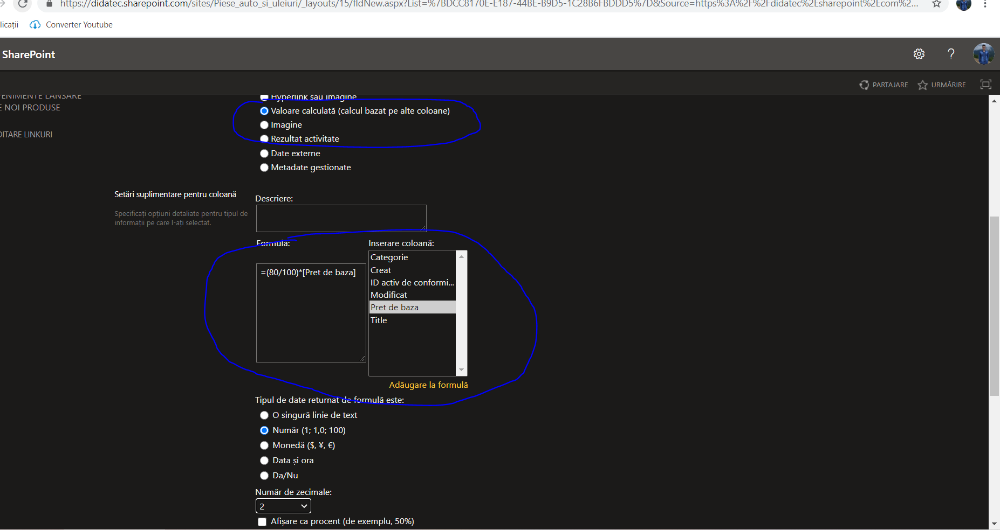 https://didatec.sharepoint.com/sites/Piese_auto_si_uleiuri/_layouts/15/fldNew.aspx?List=%7BDCC8170E-E187-44BE-B9D5-1C28B6FBDDD5%7D&Source=https%3A%2F%2Fdidatec%2Esharepoint%2Ecom%2...
licații
Converter Youtube
SharePoint
?
PARTAJARE
URMĂRIRE
VENIMENTE LANSARE
E NOI PRODUSE
DITARE LINKURI
Hyperlink sau imagine
Valoare calculată (calcul bazat pe alte coloane)
Imagine
Rezultat activitate
Date externe
Metadate gestionate
Setări suplimentare pentru coloană
Specificați opțiuni detaliate pentru tipul de
informații pe care l-ați selectat.
Descriere:
Formulă:
=(80/100)*[Pret de baza]
Inserare coloană:
Categorie
Creat
ID activ de conformi...
Modificat
Pret de baza
Title
Adăugare la formulă
Tipul de date returnat de formulă este:
O singură linie de text
Număr (1; 1,0; 100)
Monedă ($, ¥, €)
Data și ora
Da/Nu
Număr de zecimale:
2
Afișare ca procent (de exemplu, 50%)